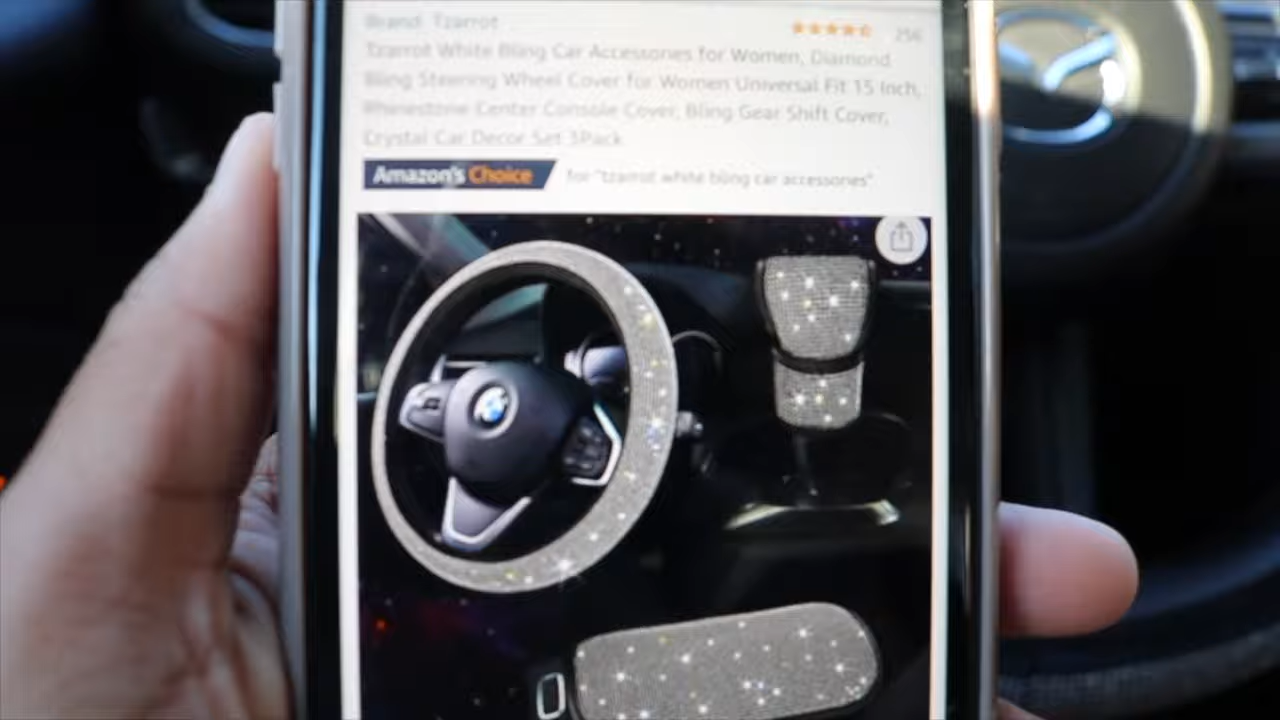 Brand: Tzarrot
256
Tzarrot White Bling Car Accessories for Women, Diamond
Bling Steering Wheel Cover for Women Universal Fit 15 Inch,
Rhinestone Center Console Cover, Bling Gear Shift Cover,
Crystal Car Decor Set 3Pack
Amazon's Choice for "tzarrot white bling car accessories"